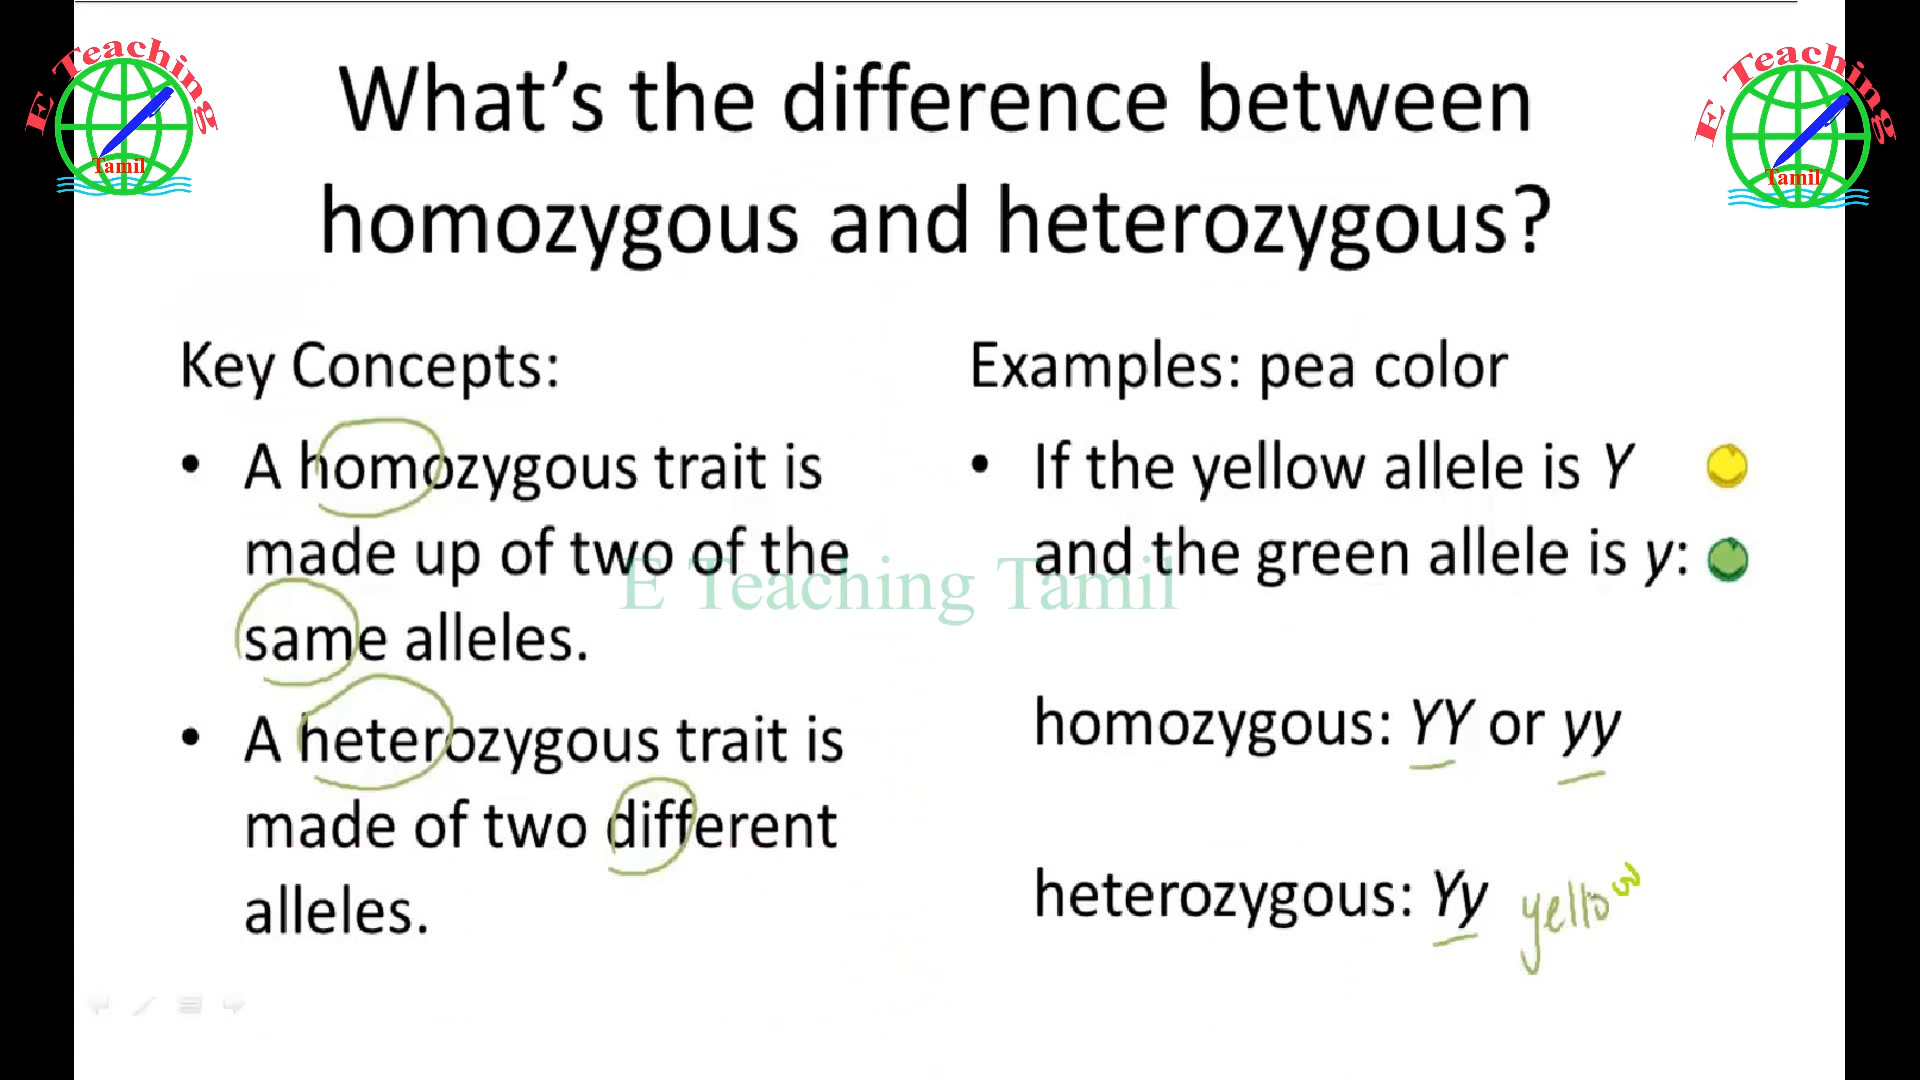 E Teaching
Tamil
E Teaching
Tamil
What’s the difference between
homozygous and heterozygous?
Key Concepts:
• A homozygous trait is
made up of two of the
same alleles.
• A heterozygous trait is
made of two different
alleles.
Examples: pea color
• If the yellow allele is Y
and the green allele is y:
homozygous: YY or yy
heterozygous: Yy yellow
E Teaching Tamil